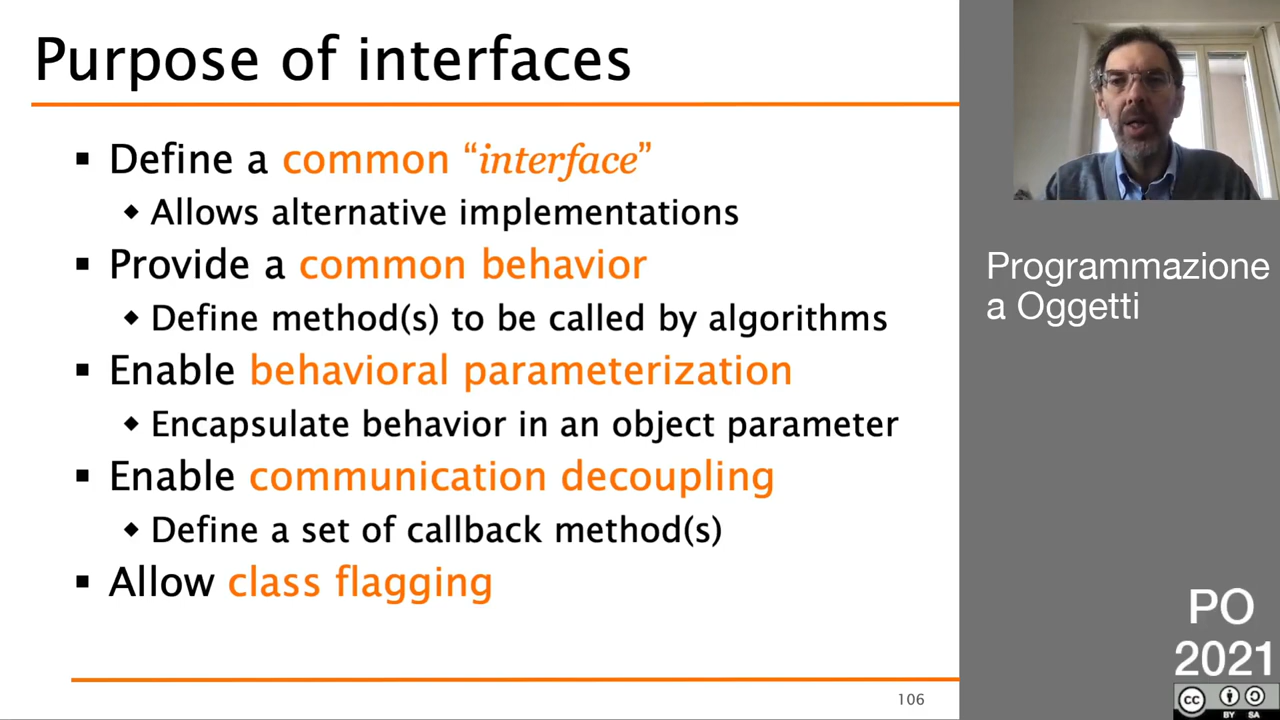 Purpose of interfaces
▪ Define a common “interface”
◆ Allows alternative implementations
▪ Provide a common behavior
◆ Define method(s) to be called by algorithms
▪ Enable behavioral parameterization
◆ Encapsulate behavior in an object parameter
▪ Enable communication decoupling
◆ Define a set of callback method(s)
▪ Allow class flagging
106
Programmazione
a Oggetti
PO
2021
cc
BY SA